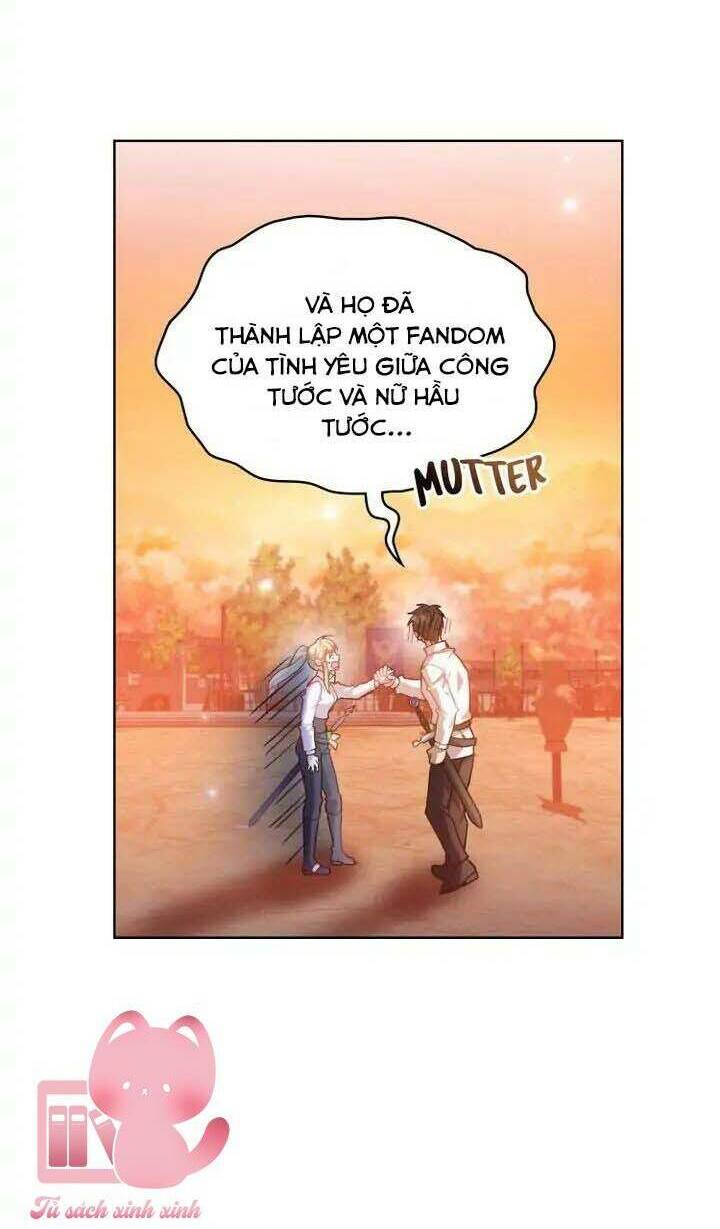 VÀ HỌ ĐÃ
THÀNH LẬP MỘT FANDOM
CỦA TÌNH YÊU GIỮA CÔNG
TƯỚC VÀ NỮ HẦU
TƯỚC...
MUTTER
Tủ sách xinh xinh